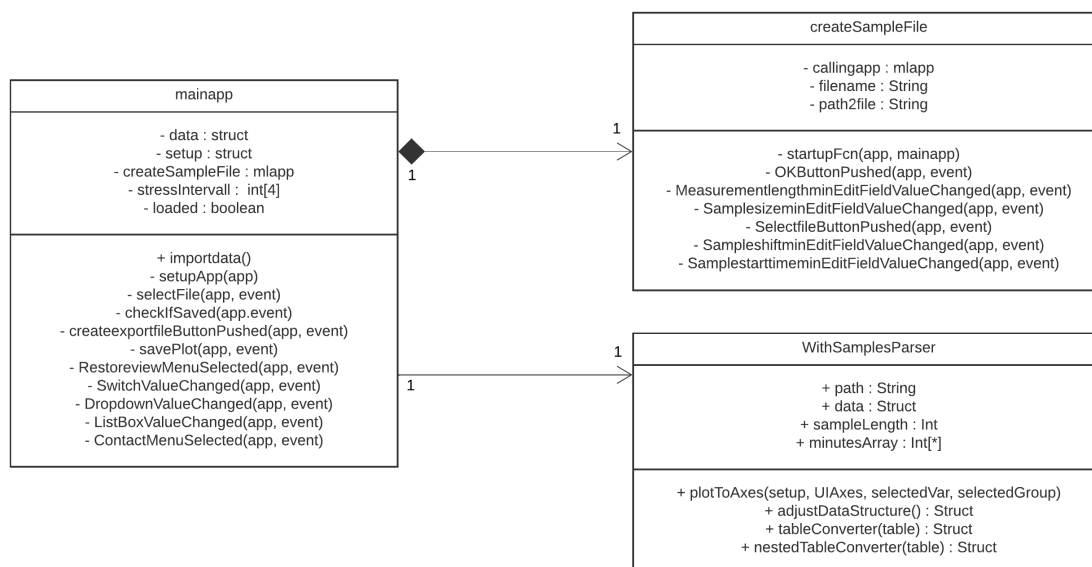 mainapp
- data : struct
- setup : struct
- createSampleFile : mlapp
- stressIntervall :  int[4]
- loaded : boolean
+ importdata()
- setupApp(app)
- selectFile(app, event)
- checkIfSaved(app.event)
- createexportfileButtonPushed(app, event)
- savePlot(app, event)
- RestoreviewMenuSelected(app, event)
- SwitchValueChanged(app, event)
- DropdownValueChanged(app, event)
- ListBoxValueChanged(app, event)
- ContactMenuSelected(app, event)
1
1
1
1
createSampleFile
- callingapp : mlapp
- filename : String
- path2file : String
- startupFcn(app, mainapp)
- OKButtonPushed(app, event)
- MeasurementlengthminEditFieldValueChanged(app, event)
- SamplesizeminEditFieldValueChanged(app, event)
- SelectfileButtonPushed(app, event)
- SampleshiftminEditFieldValueChanged(app, event)
- SamplestarttimeminEditFieldValueChanged(app, event)
WithSamplesParser
+ path : String
+ data : Struct
+ sampleLength : Int
+ minutesArray : Int[*]
+ plotToAxes(setup, UIAxes, selectedVar, selectedGroup)
+ adjustDataStructure() : Struct
+ tableConverter(table) : Struct
+ nestedTableConverter(table) : Struct